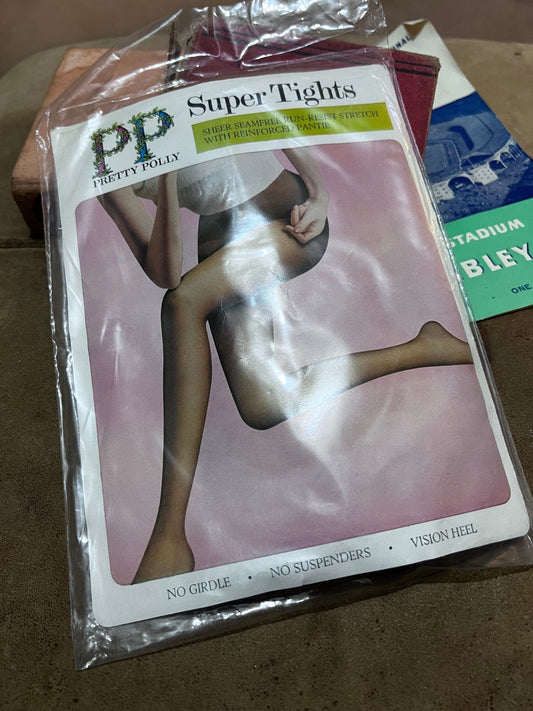 Super Tights
SHEER SEAMFREE RUN-RESIST STRETCH
WITH REINFORCED PANTIE
PP
PRETTY POLLY
STADIUM
BLEY
ONE
NO GIRDLE • NO SUSPENDERS • VISION HEEL